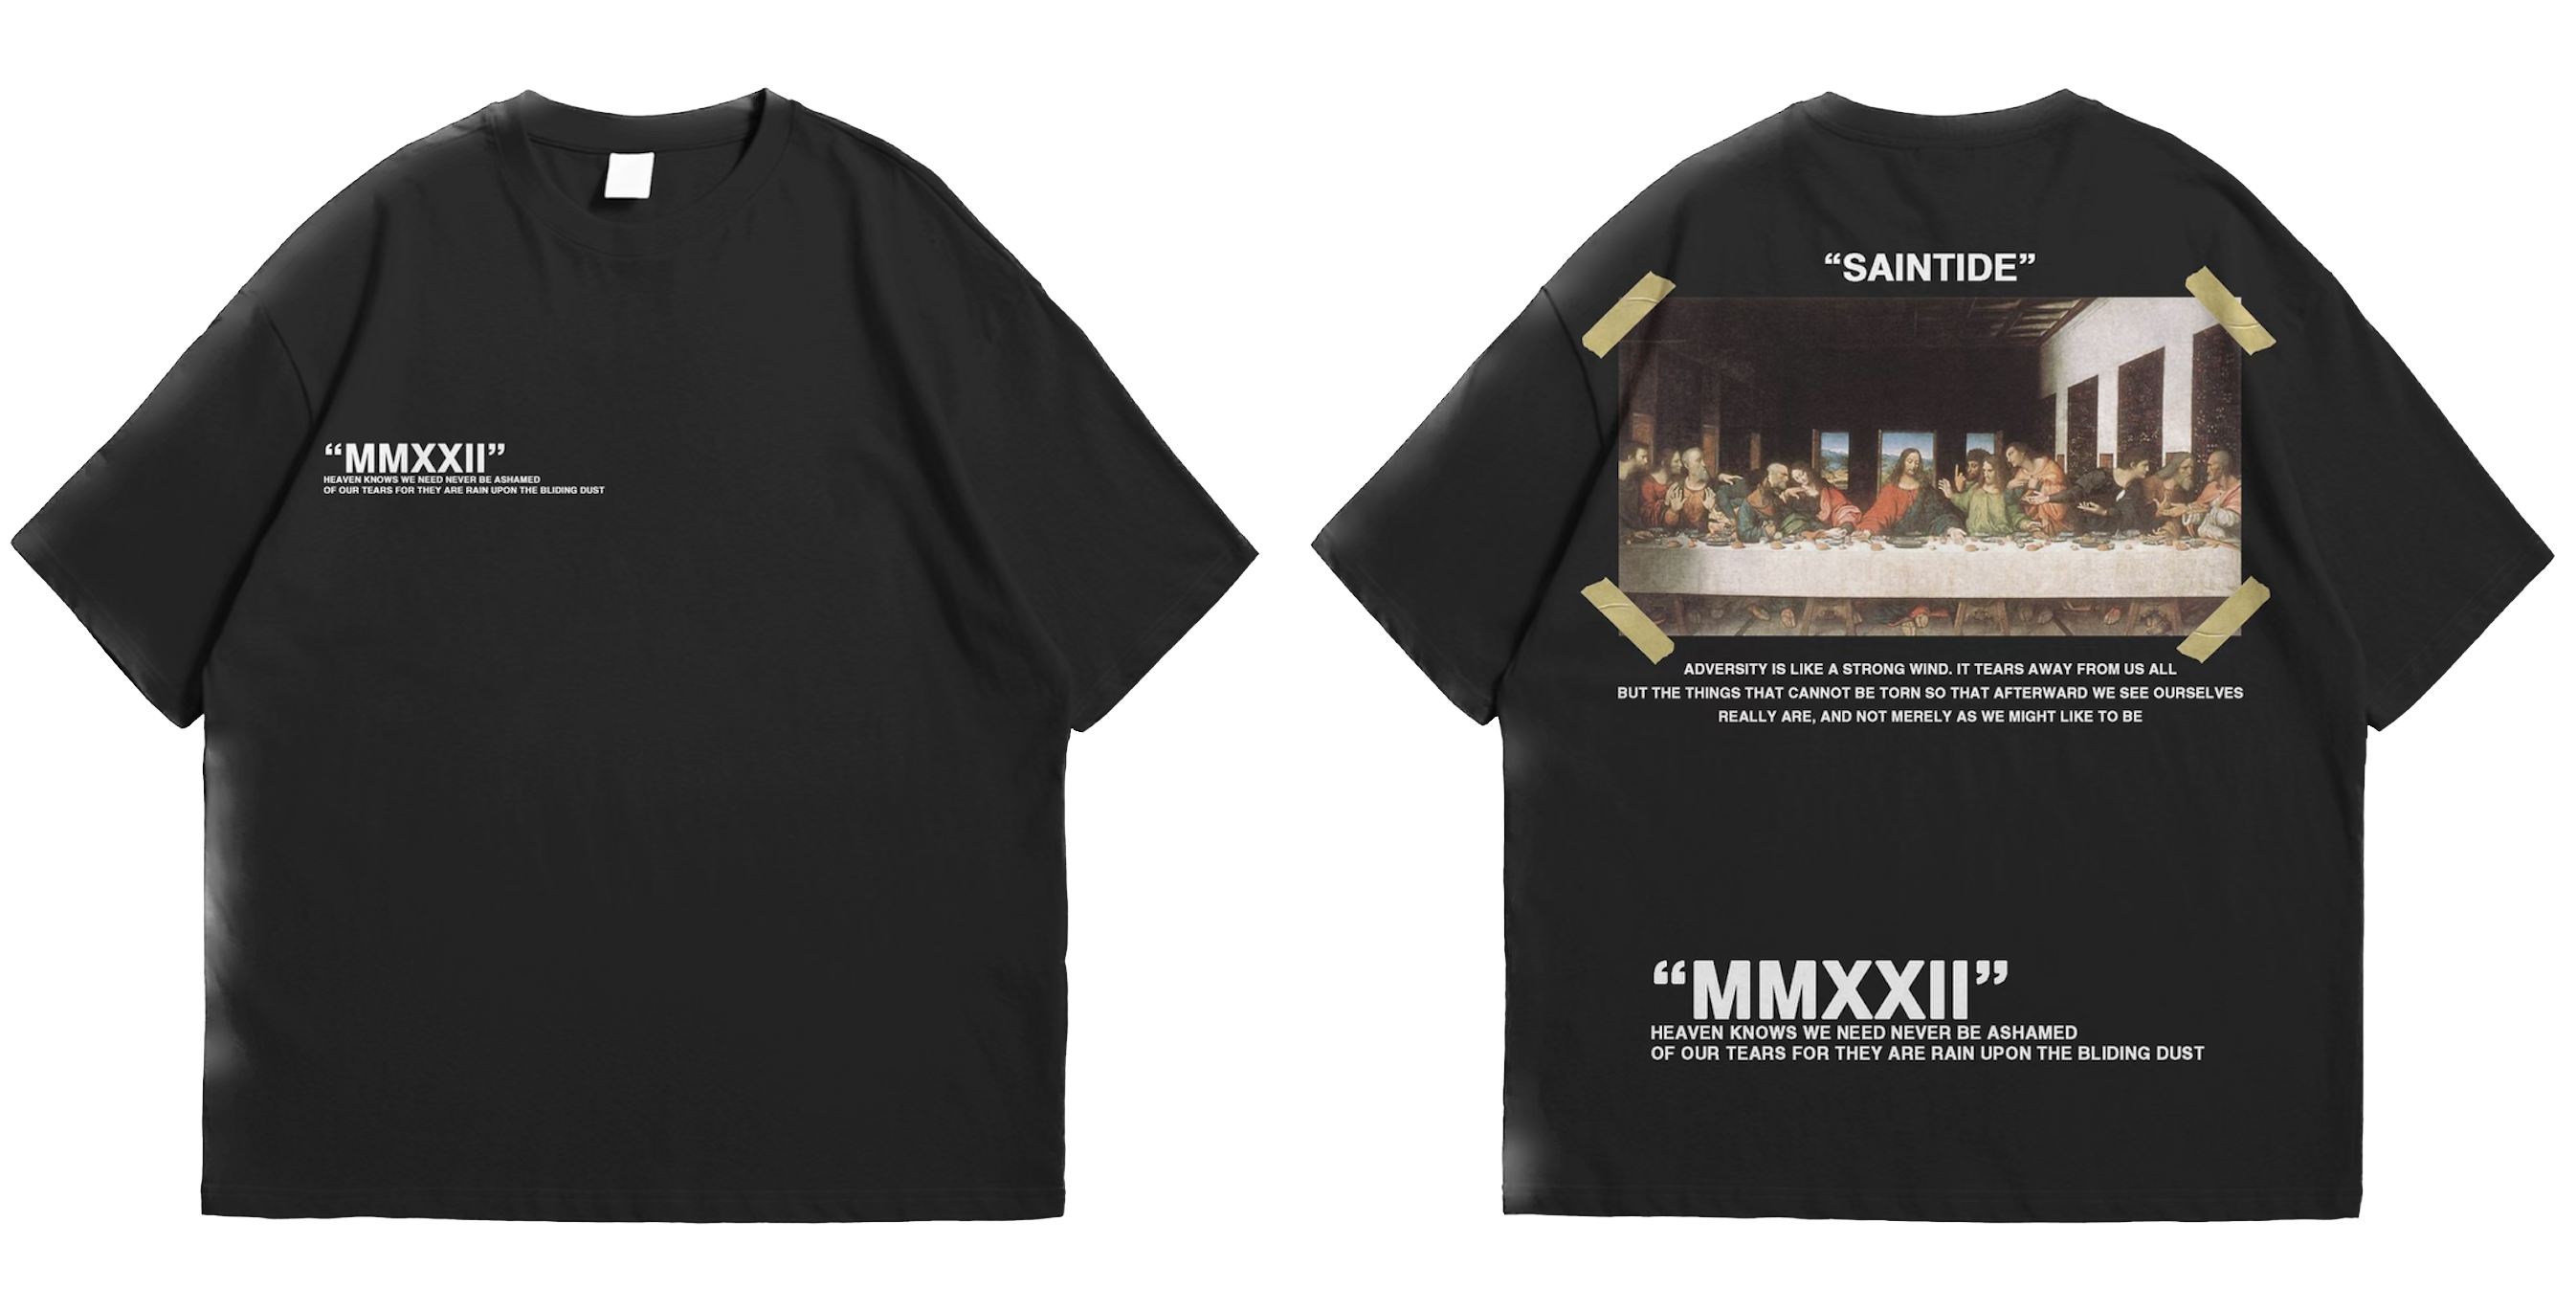 “MMXXII”
HEAVEN KNOWS WE NEED NEVER BE ASHAMED
OF OUR TEARS FOR THEY ARE RAIN UPON THE BLIDING DUST
“SAINTIDE”
ADVERSITY IS LIKE A STRONG WIND. IT TEARS AWAY FROM US ALL
BUT THE THINGS THAT CANNOT BE TORN SO THAT AFTERWARD WE SEE OURSELVES
REALLY ARE, AND NOT MERELY AS WE MIGHT LIKE TO BE
“MMXXII”
HEAVEN KNOWS WE NEED NEVER BE ASHAMED
OF OUR TEARS FOR THEY ARE RAIN UPON THE BLIDING DUST